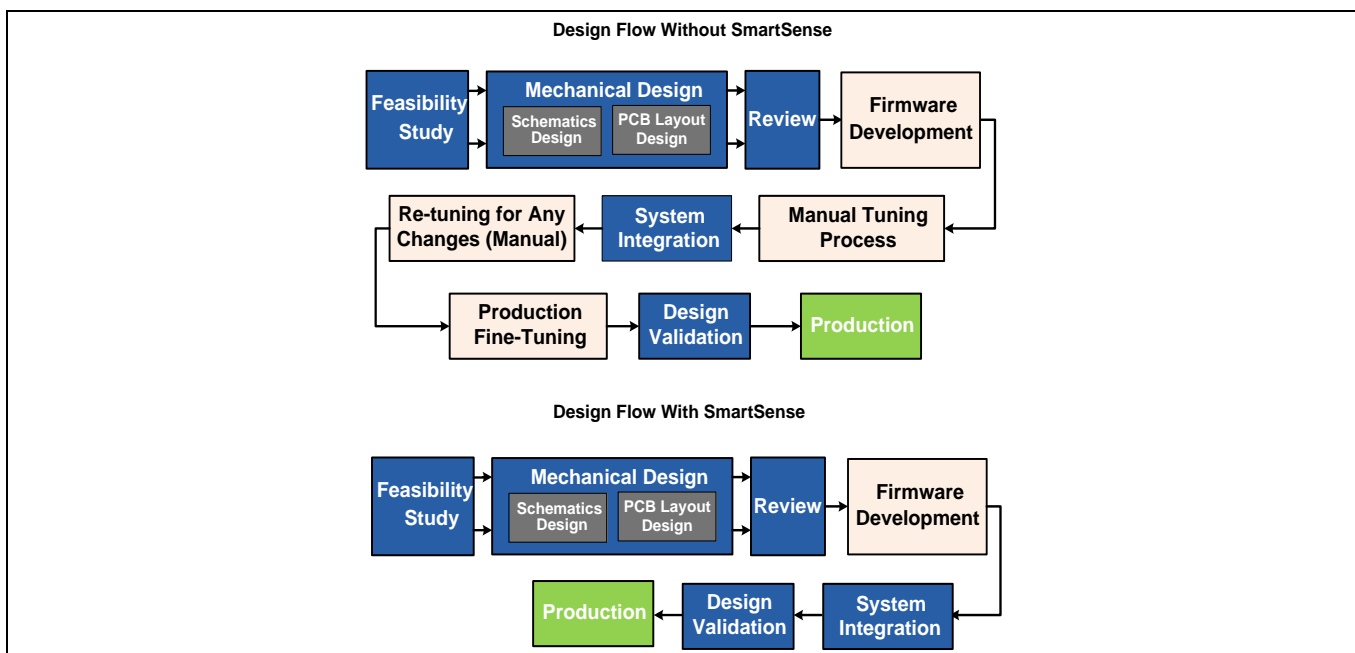 Design Flow Without SmartSense
Feasibility
Study
Mechanical Design
Schematics
Design
PCB Layout
Design
Review
Firmware
Development
Re-tuning for Any
Changes (Manual)
System
Integration
Manual Tuning
Process
Production
Fine-Tuning
Design
Validation
Production
Design Flow With SmartSense
Feasibility
Study
Mechanical Design
Schematics
Design
PCB Layout
Design
Review
Firmware
Development
Production
Design
Validation
System
Integration